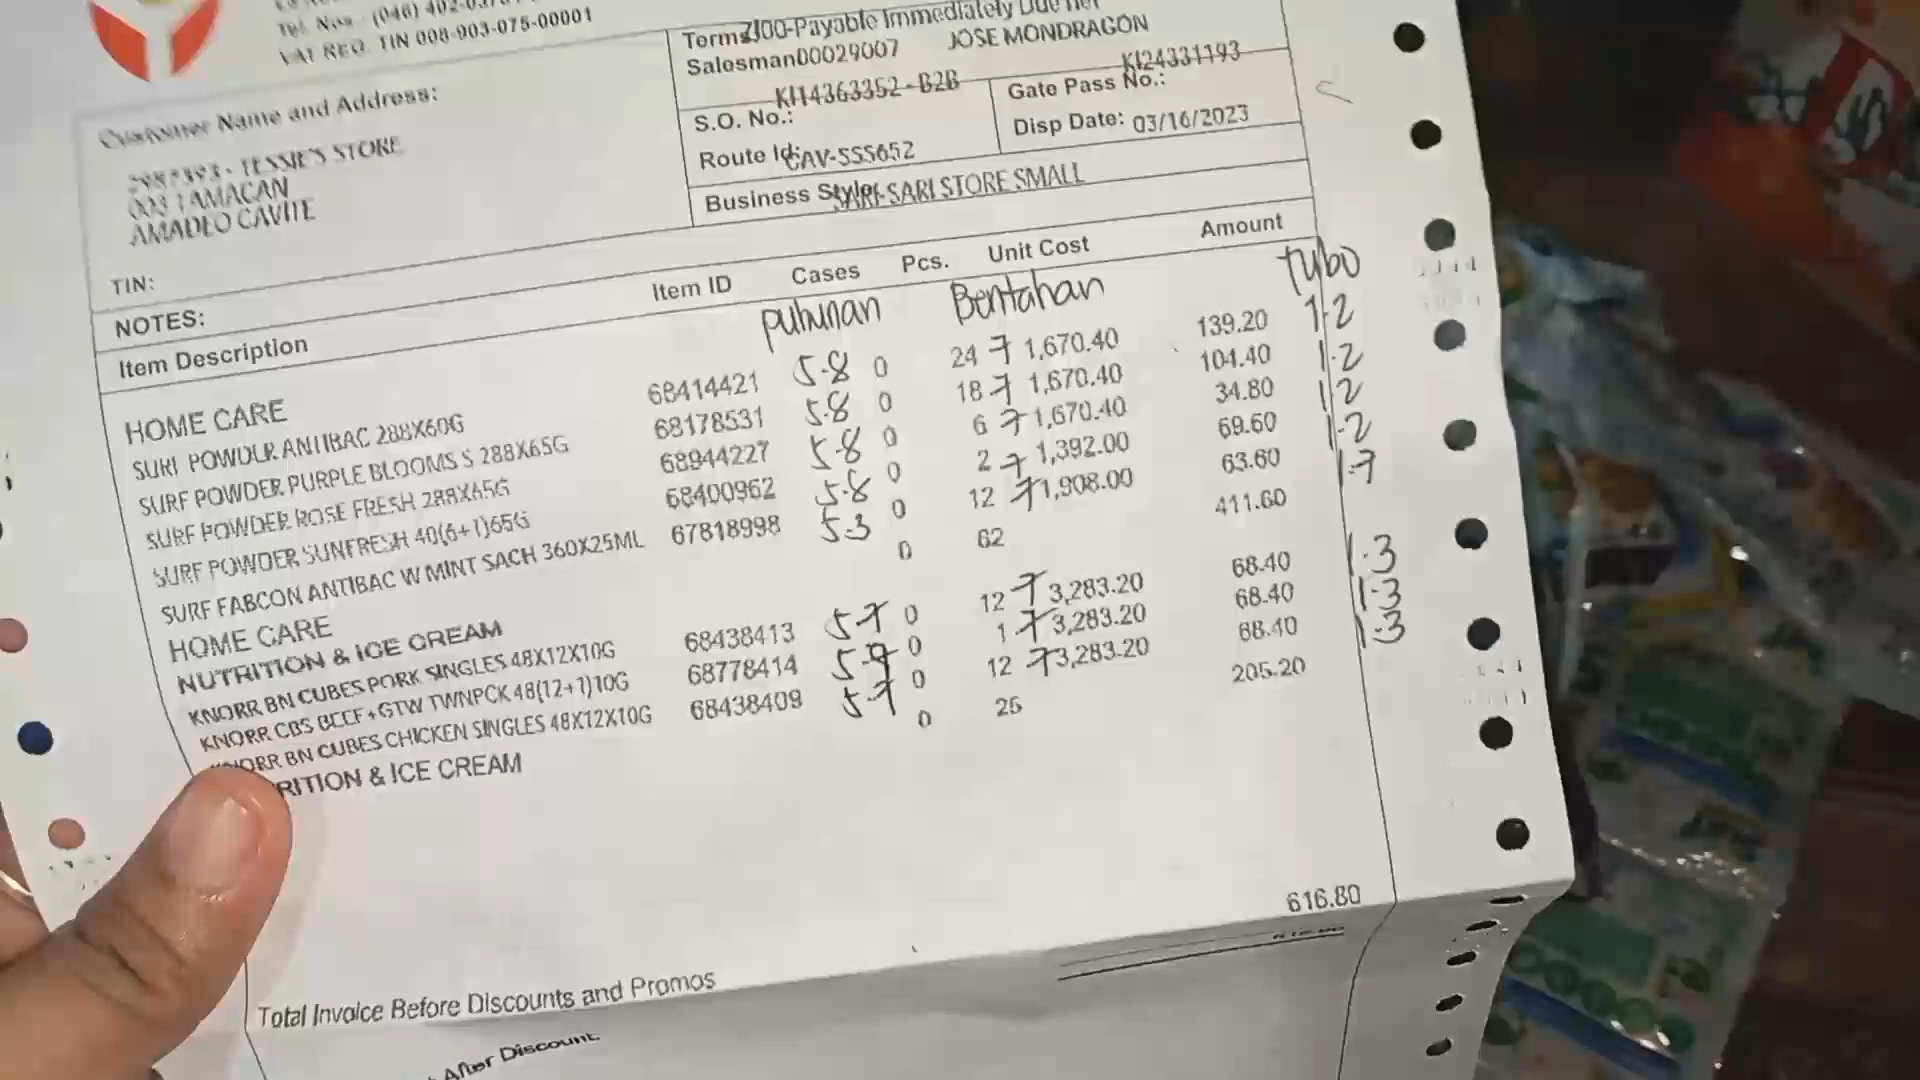 VAT REG. TIN 008-903-075-00001
Terms Z100-Payable Immediately Due net
Salesman 00029007 JOSE MONDRAGON
KI14363352 - B2B
S.O. No.:
KI24331193
Gate Pass No.:
Route Id: CAV-SSS652
Disp Date: 03/16/2023
Business Style: SARI-SARI STORE SMALL
Customer Name and Address:
TESSIE'S STORE
AMADEO CAVITE
TIN:
NOTES:
Item Description Item ID Cases Pcs. Unit Cost Amount
puhunan Bentahan tubo
HOME CARE
SURF POWDER ANTIBAC 288X60G 68414421 5.8 0 24 7 1,670.40 139.20 1.2
SURF POWDER PURPLE BLOOMS S 288X65G 68178531 5.8 0 18 7 1,670.40 104.40 1.2
SURF POWDER ROSE FRESH 288X65G 68944227 5.8 0 6 7 1,670.40 34.80 1.2
SURF POWDER SUNFRESH 40(6+1)65G 68400962 5.8 0 2 7 1,392.00 69.60 1.2
SURF FABCON ANTIBAC W MINT SACH 360X25ML 67818998 5.3 0 12 7 1,908.00 63.60 1.7
HOME CARE 0 62 411.60
NUTRITION & ICE CREAM
KNORR BN CUBES PORK SINGLES 48X12X10G 68438413 5.7 0 12 7 3,283.20 68.40 1.3
KNORR CBS BEEF+GTW TWNPCK 48(12+1)10G 68778414 5.7 0 1 7 3,283.20 68.40 1.3
KNORR BN CUBES CHICKEN SINGLES 48X12X10G 68438409 5.7 0 12 7 3,283.20 68.40 1.3
RITION & ICE CREAM 0 25 205.20
616.80
Total Invoice Before Discounts and Promos
After Discount